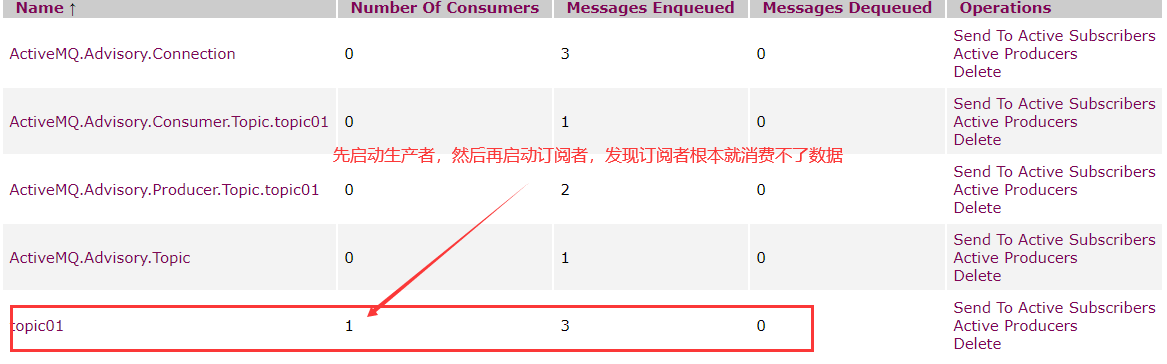 Name ↑ Number Of Consumers Messages Enqueued Messages Dequeued Operations
Send To Active Subscribers
ActiveMQ.Advisory.Connection 0 3 0 Active Producers
Delete
Send To Active Subscribers
ActiveMQ.Advisory.Consumer.Topic.topic01 0 1 0 Active Producers
Delete
先启动生产者，然后再启动订阅者，发现订阅者根本就消费不了数据
Send To Active Subscribers
ActiveMQ.Advisory.Producer.Topic.topic01 0 2 0 Active Producers
Delete
Send To Active Subscribers
ActiveMQ.Advisory.Topic 0 1 0 Active Producers
Delete
Send To Active Subscribers
topic01 1 3 0 Active Producers
Delete